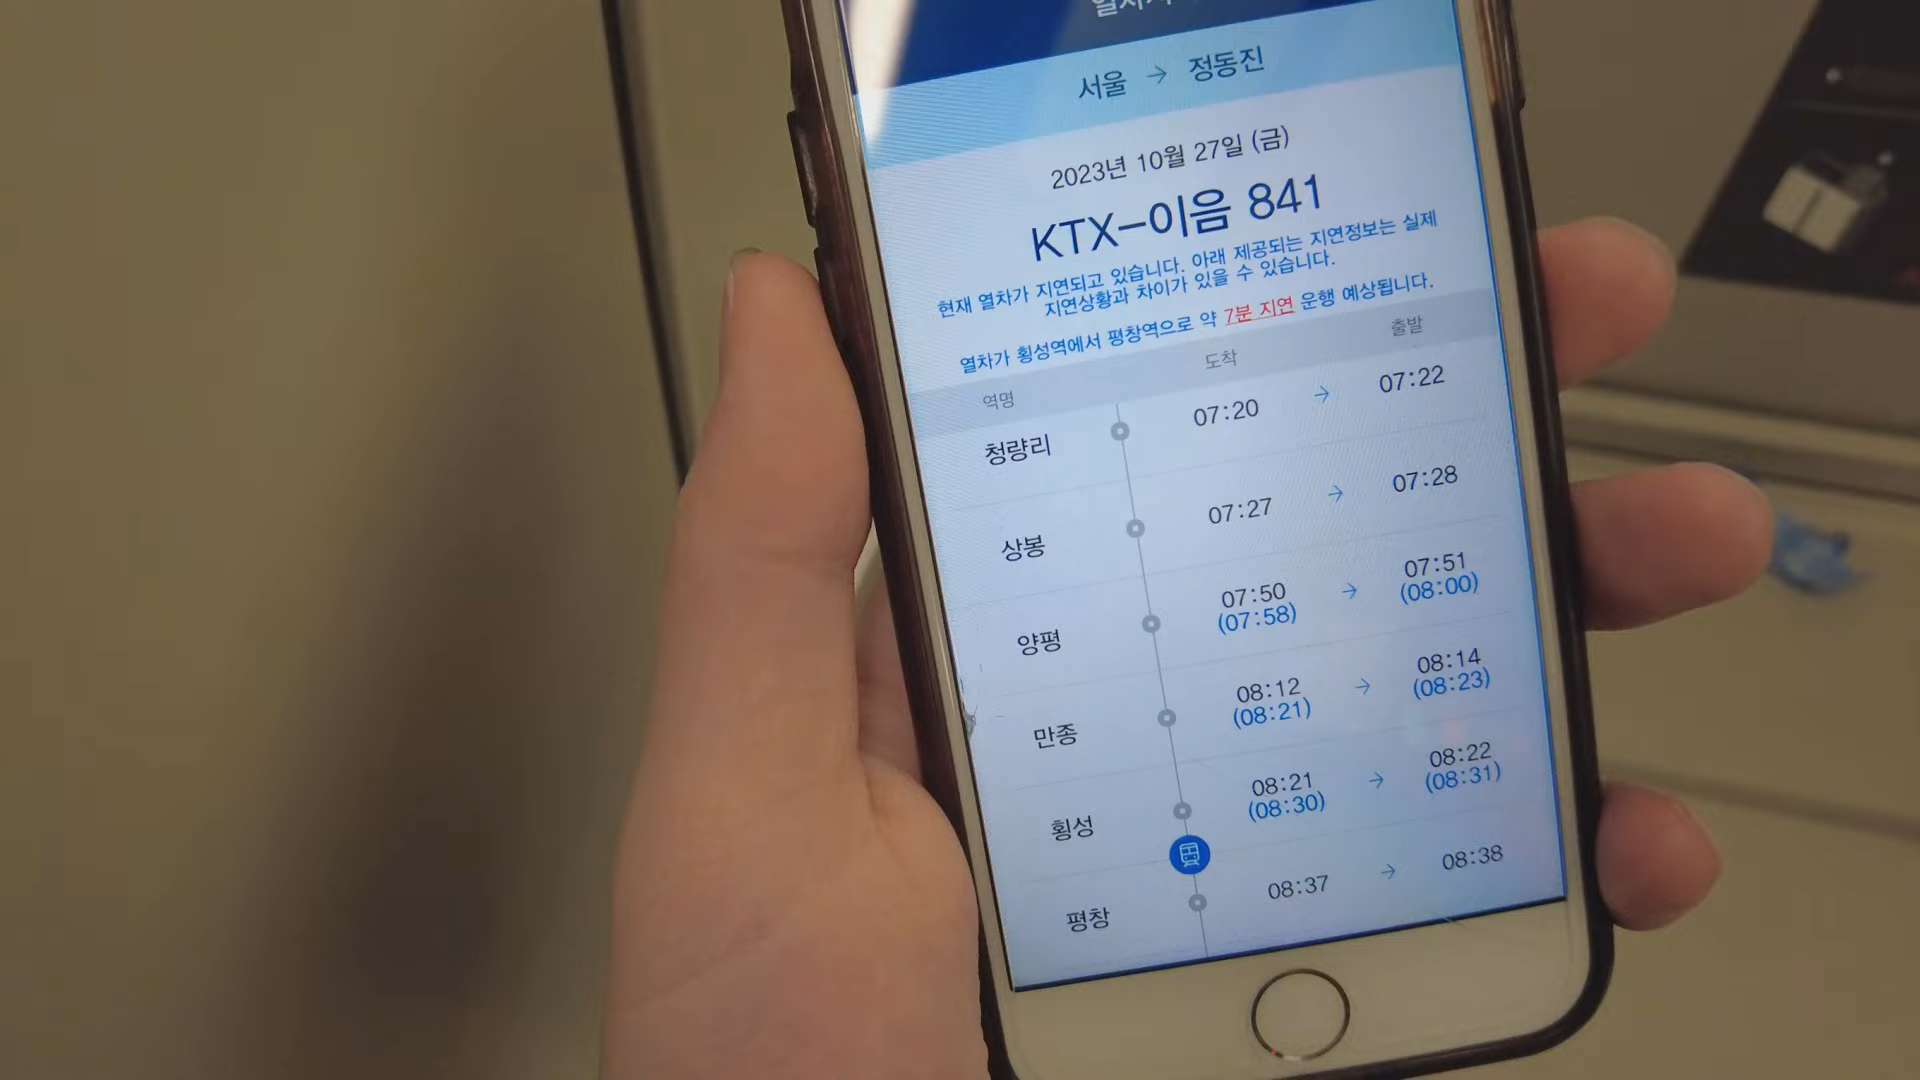 서울 → 정동진
2023년 10월 27일 (금)
KTX-이음 841
현재 열차가 지연되고 있습니다. 아래 제공되는 지연정보는 실제
지연상황과 차이가 있을 수 있습니다.
열차가 횡성역에서 평창역으로 약 7분 지연 운행 예상됩니다.
역명 도착 출발
청량리 07:20 → 07:22
상봉 07:27 → 07:28
양평 07:50 → 07:51
(07:58) (08:00)
만종 08:12 → 08:14
(08:21) (08:23)
횡성 08:21 → 08:22
(08:30) (08:31)
평창 08:37 → 08:38